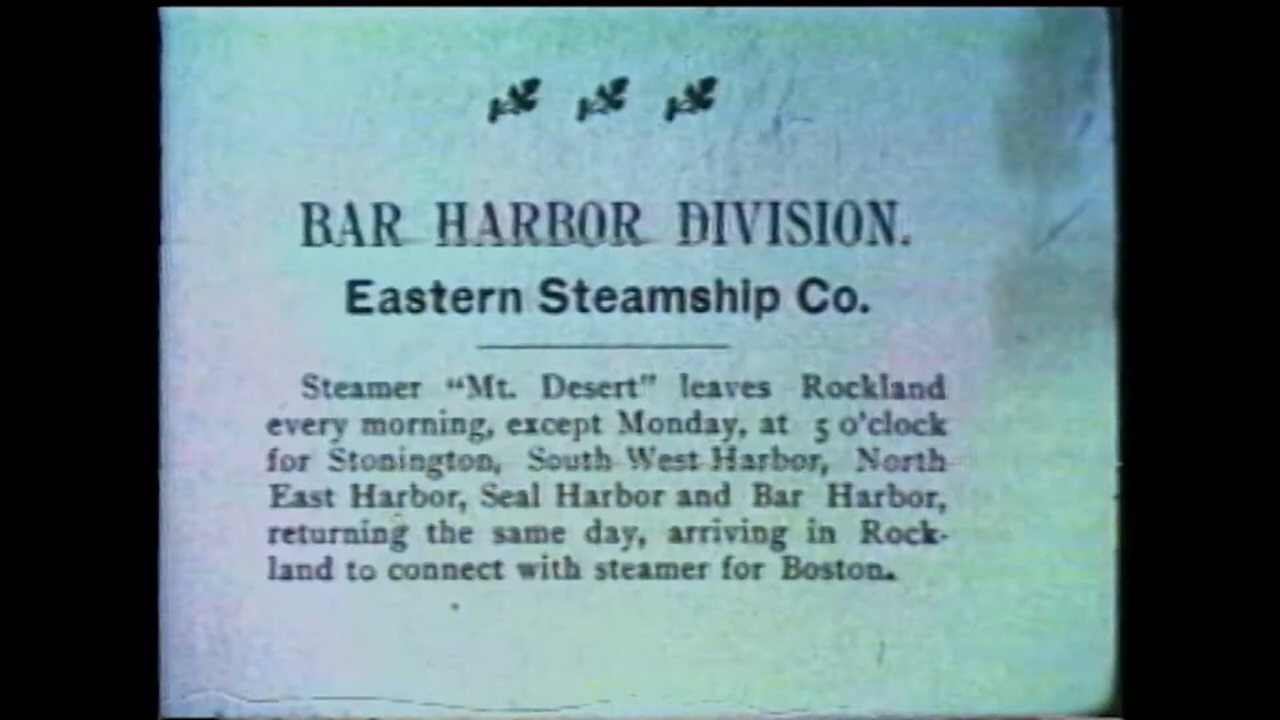 BAR HARBOR DIVISION.
Eastern Steamship Co.
Steamer “Mt. Desert” leaves Rockland
every morning, except Monday, at 5 o'clock
for Stonington, South West Harbor, North
East Harbor, Seal Harbor and Bar Harbor,
returning the same day, arriving in Rock-
land to connect with steamer for Boston.